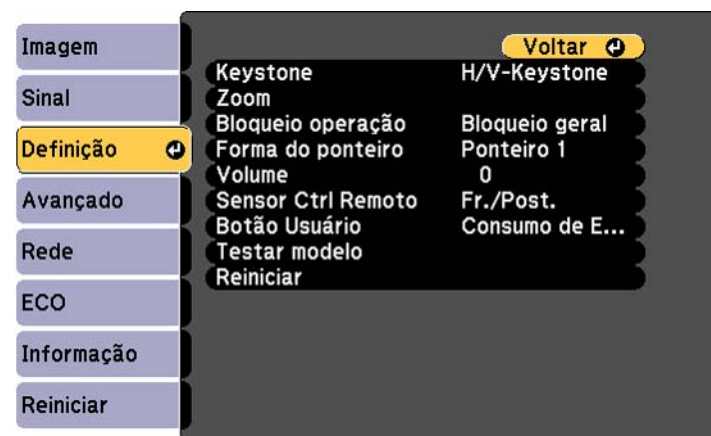 Imagem
Sinal
Definição
Avançado
Rede
ECO
Informação
Reiniciar
Voltar
Keystone H/V-Keystone
Zoom
Bloqueio operação Bloqueio geral
Forma do ponteiro Ponteiro 1
Volume 0
Sensor Ctrl Remoto Fr./Post.
Botão Usuário Consumo de E...
Testar modelo
Reiniciar